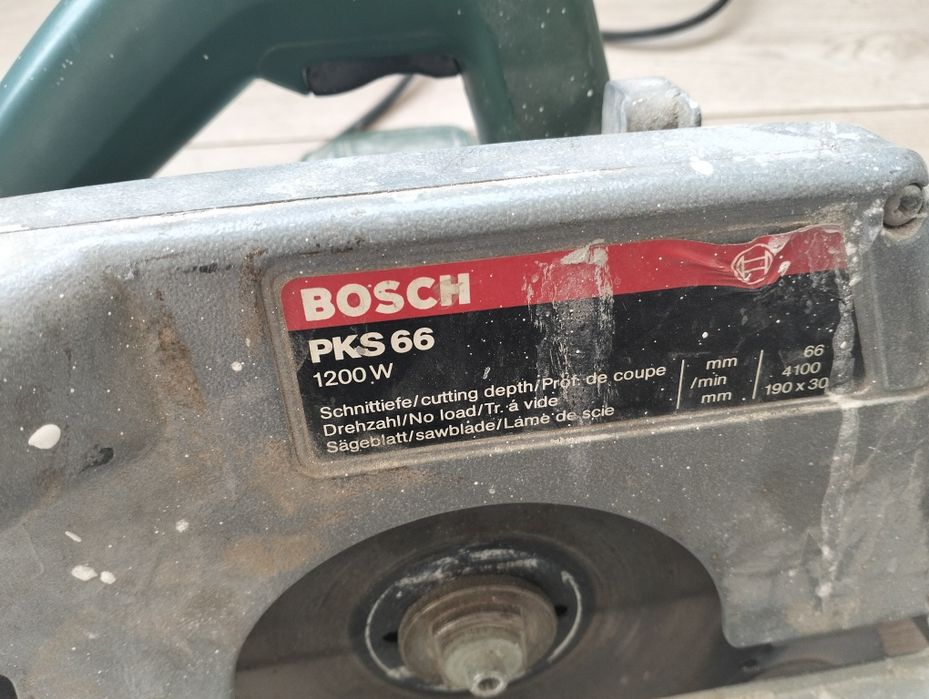 BOSCH
PKS 66
1200 W
Schnittiefe/cutting depth/Prof. de coupe mm 66
Drehzahl/No load/Tr. à vide /min 4100
Sägeblatt/sawblade/Lame de scie mm 190 x 30